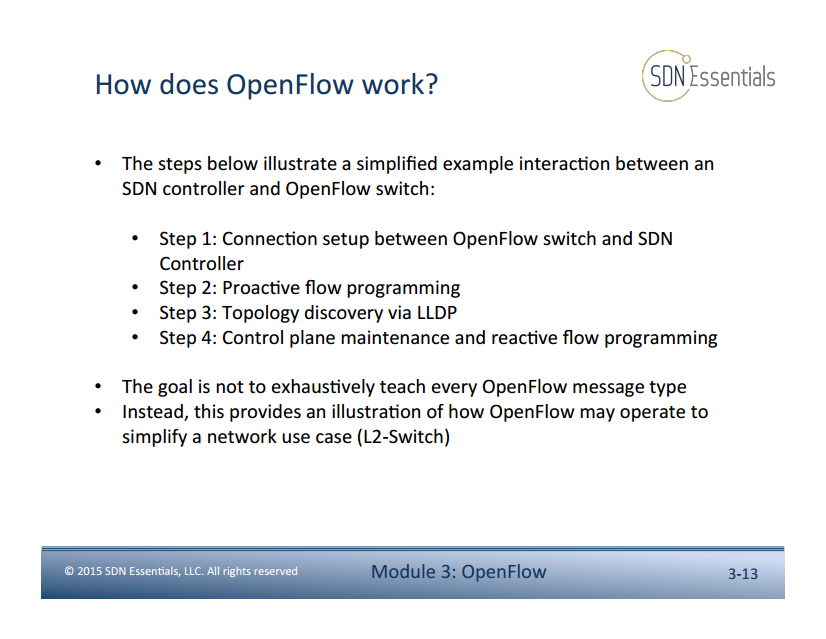 How does OpenFlow work?
SDN Essentials
• The steps below illustrate a simplified example interaction between an
SDN controller and OpenFlow switch:
• Step 1: Connection setup between OpenFlow switch and SDN
Controller
• Step 2: Proactive flow programming
• Step 3: Topology discovery via LLDP
• Step 4: Control plane maintenance and reactive flow programming
• The goal is not to exhaustively teach every OpenFlow message type
• Instead, this provides an illustration of how OpenFlow may operate to
simplify a network use case (L2-Switch)
© 2015 SDN Essentials, LLC. All rights reserved
Module 3: OpenFlow
3-13